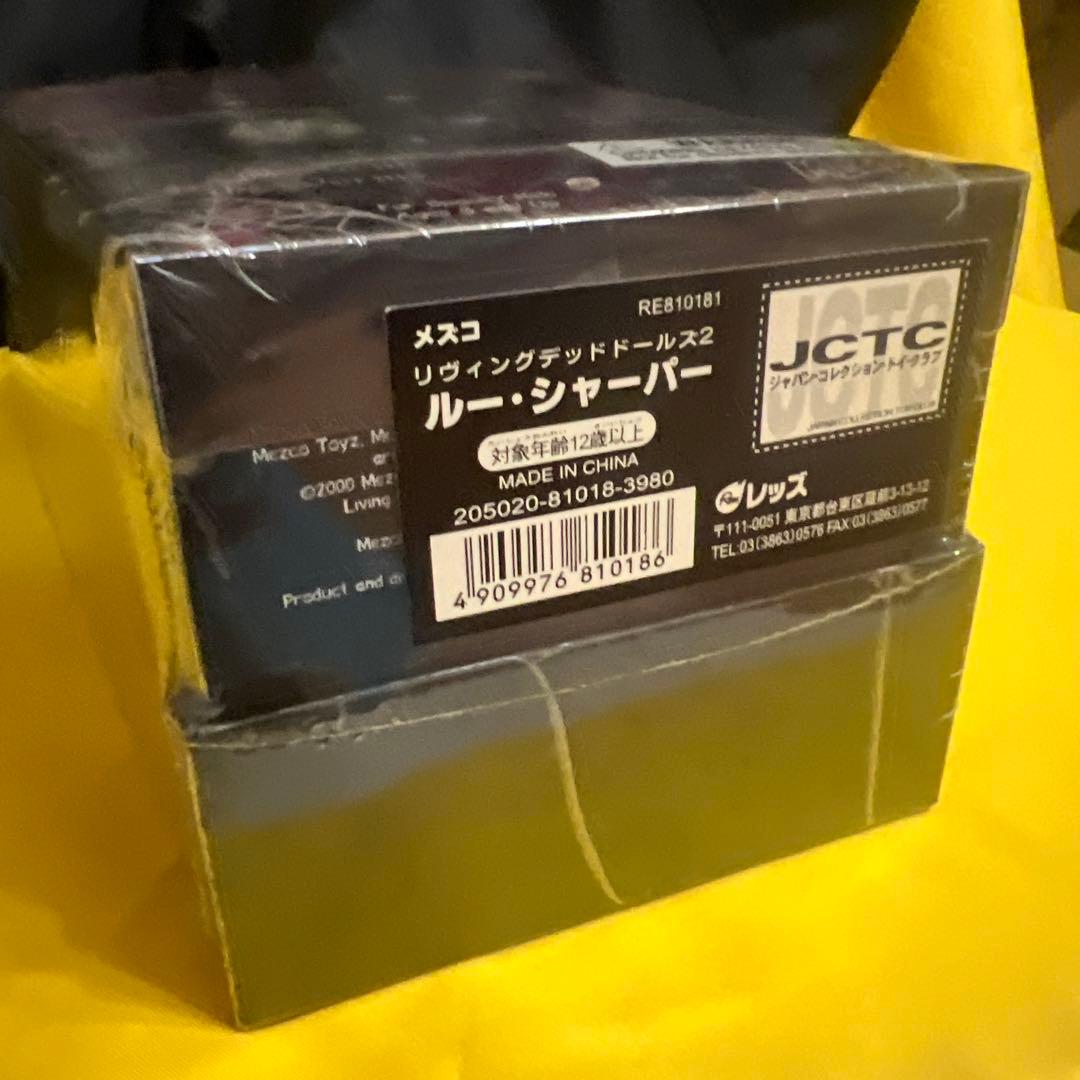 RE810181
メズコ
リヴィングデッドドールズ2
ルー・シャーパー
対象年齢12歳以上
MADE IN CHINA
205020-81018-3980
4 909976 810186
JCTC
ジャパン・コレクション・トイ・クラブ
レッズ
〒111-0051 東京都台東区蔵前3-13-12
TEL:03(3863)0576 FAX:03(3863)0577
Mezco Toyz,
©2000 Mez
Living
Mezco
Product and